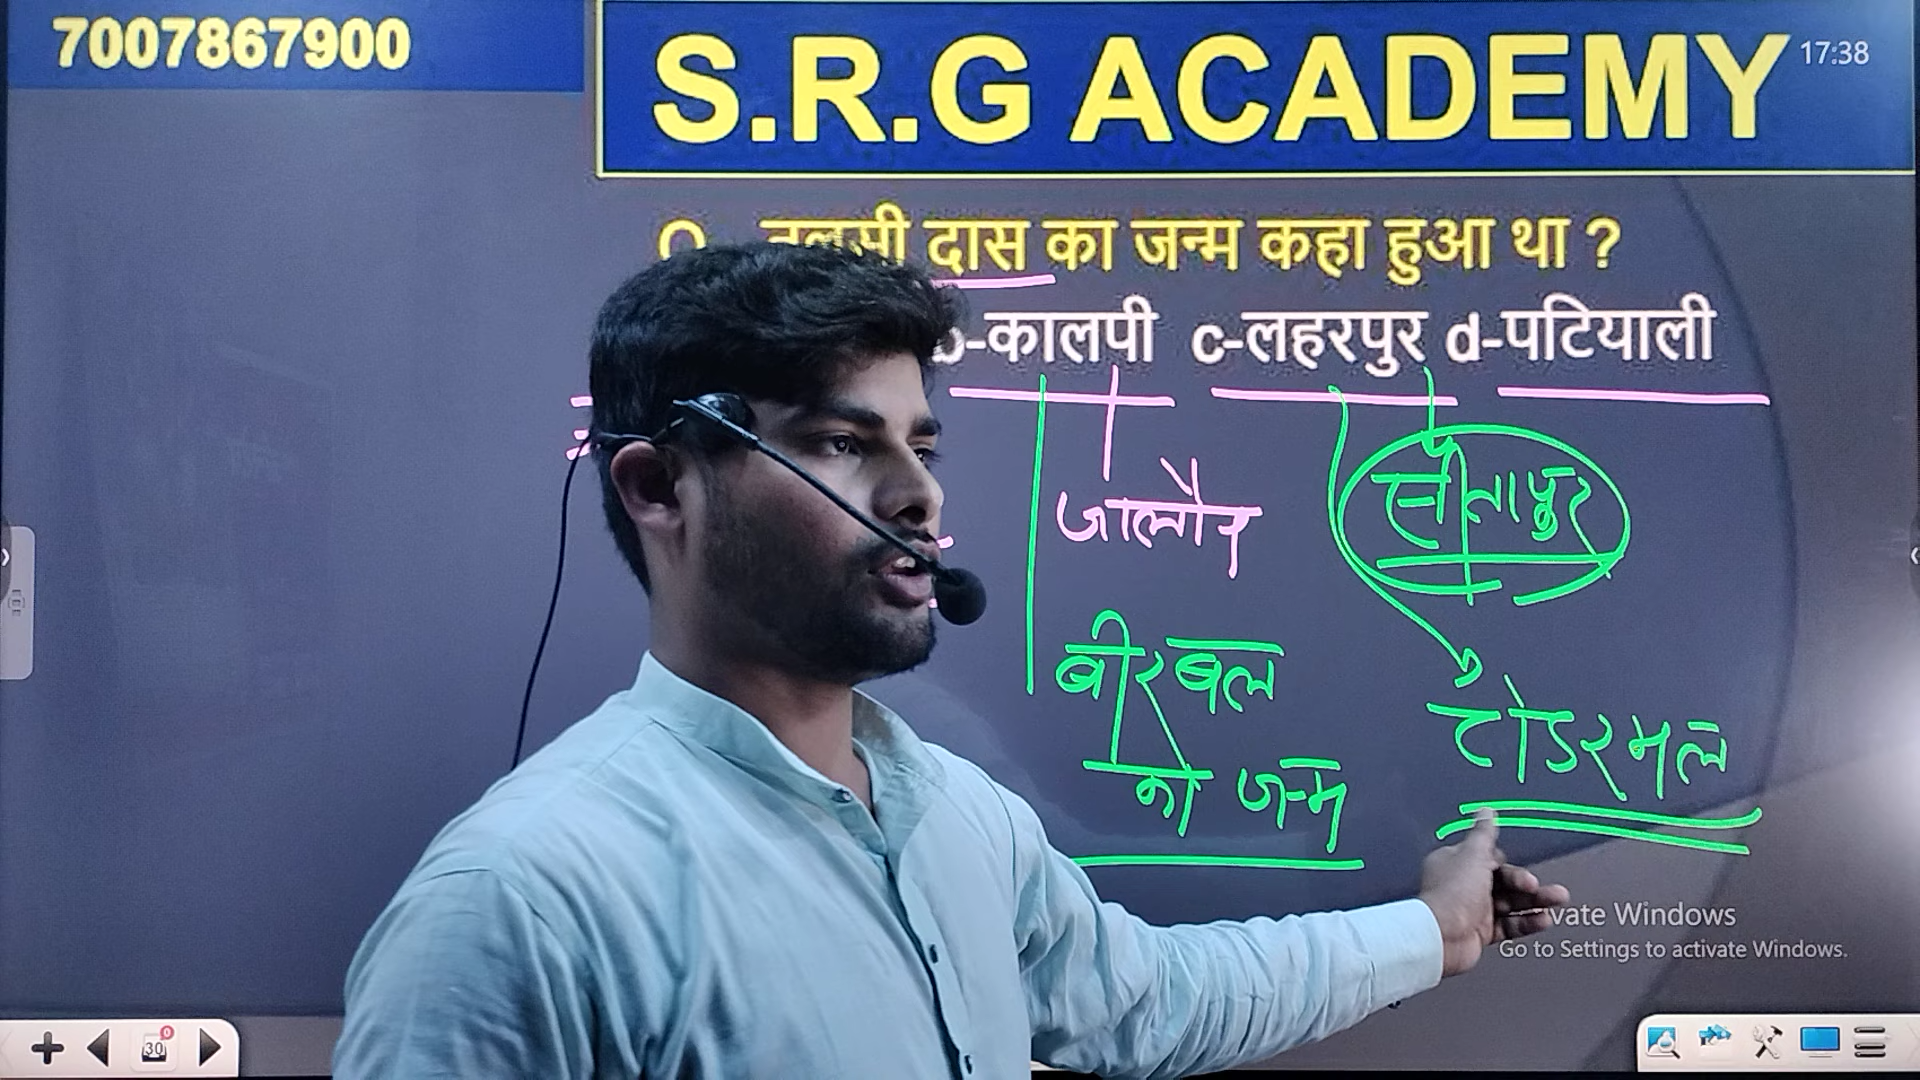 7007867900
S.R.G ACADEMY
17:38
दास का जन्म कहा हुआ था ?
b-कालपी c-लहरपुर d-पटियाली
जालौन
सीतापुर
बीरबल
का जन्म
टोडरमल
vate Windows
Go to Settings to activate Windows.
30
0